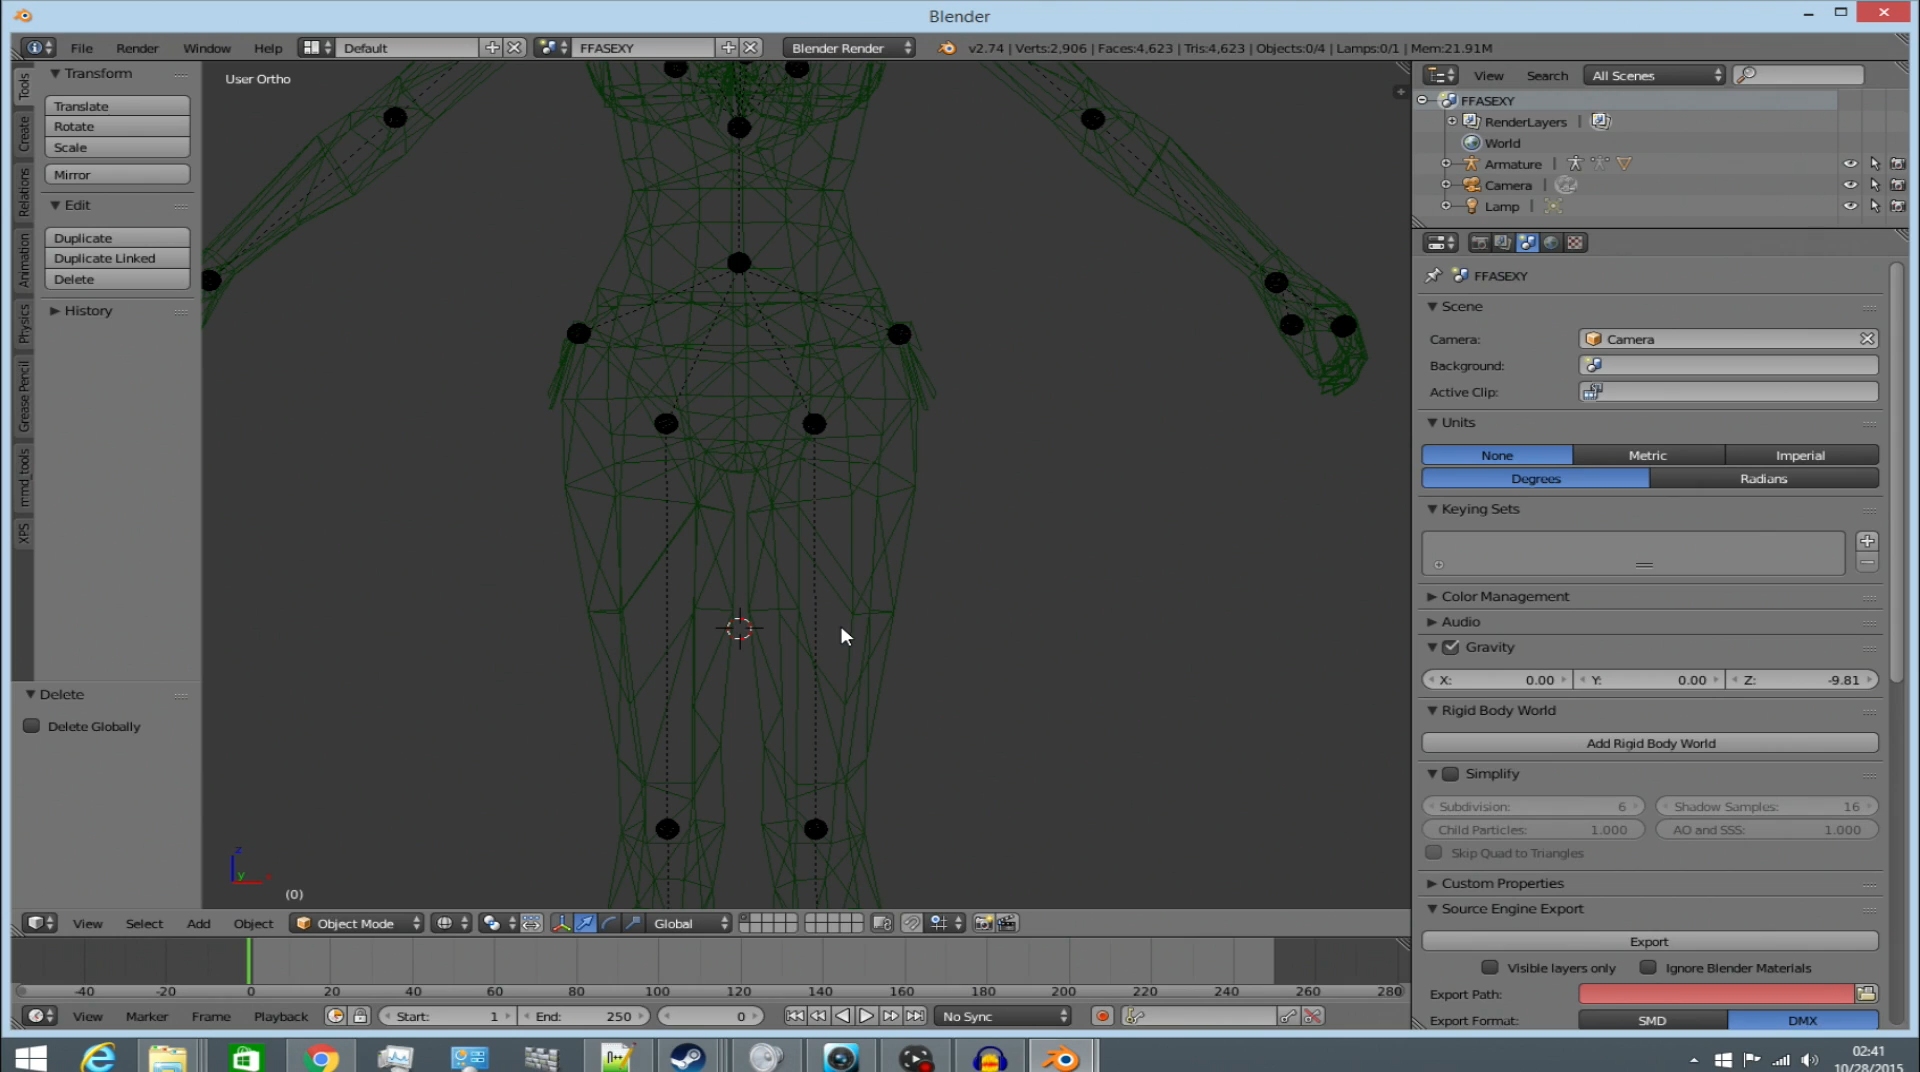 Blender
File Render Window Help Default FFASEXY Blender Render v2.74 | Verts:2,906 | Faces:4,623 | Tris:4,623 | Objects:0/4 | Lamps:0/1 | Mem:21.91M
Tools
Create
Relations
Animation
Physics
Grease Pencil
mmd_tools
XPS
Transform
Translate
Rotate
Scale
Mirror
Edit
Duplicate
Duplicate Linked
Delete
History
Delete
Delete Globally
User Ortho
z
y
(0)
View Search All Scenes
FFASEXY
RenderLayers |
World
Armature |
Camera |
Lamp |
FFASEXY
Scene
Camera: Camera
Background:
Active Clip:
Units
None Metric Imperial
Degrees Radians
Keying Sets
Color Management
Audio
Gravity
X: 0.00 Y: 0.00 Z: -9.81
Rigid Body World
Add Rigid Body World
Simplify
Subdivision: 6 Shadow Samples: 16
Child Particles: 1.000 AO and SSS: 1.000
Skip Quad to Triangles
Custom Properties
Source Engine Export
Export
Visible layers only Ignore Blender Materials
Export Path:
Export Format: SMD DMX
View Select Add Object Object Mode Global
-40 -20 0 20 40 60 80 100 120 140 160 180 200 220 240 260 280
View Marker Frame Playback Start: 1 End: 250 0 No Sync
02:41
10/28/2015